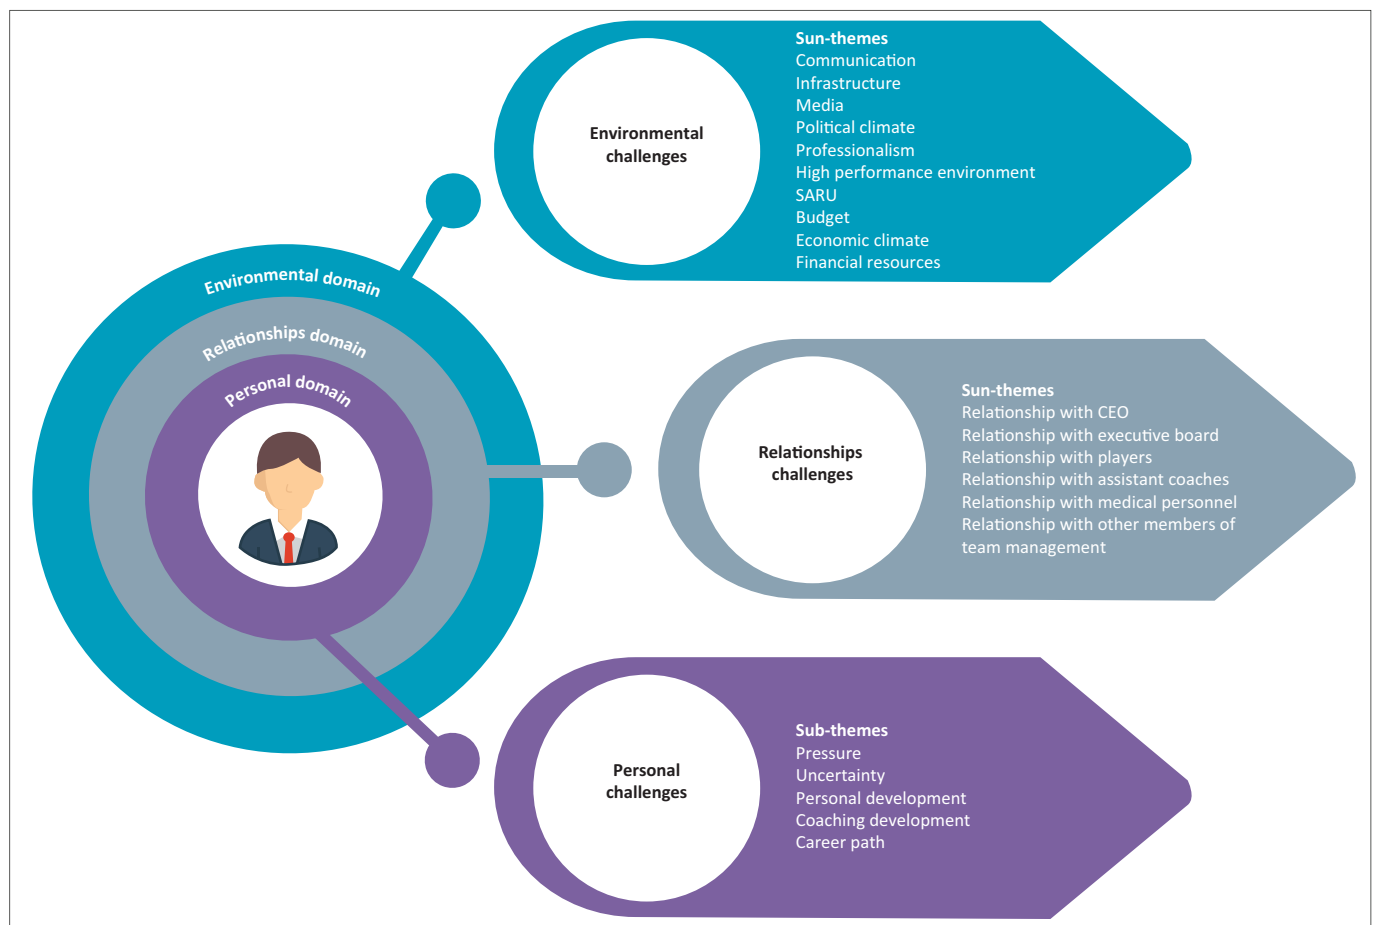 Environmental domain
Relationships domain
Personal domain
Environmental
challenges
Sun-themes
Communication
Infrastructure
Media
Political climate
Professionalism
High performance environment
SARU
Budget
Economic climate
Financial resources
Relationships
challenges
Sun-themes
Relationship with CEO
Relationship with executive board
Relationship with players
Relationship with assistant coaches
Relationship with medical personnel
Relationship with other members of
team management
Personal
challenges
Sub-themes
Pressure
Uncertainty
Personal development
Coaching development
Career path